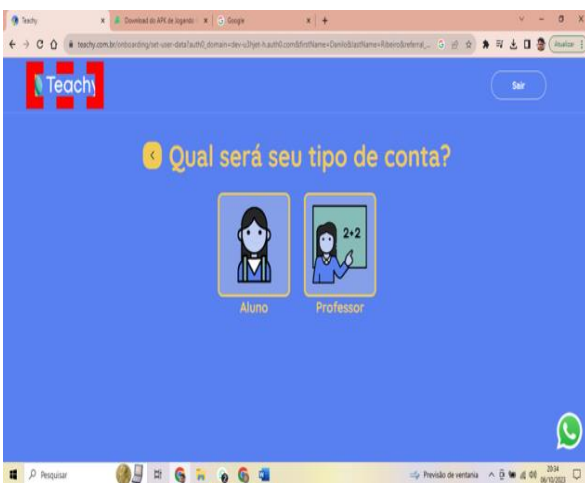 Teachy
Download do APK de Jogando
Google
teachy.com.br/onboarding/set-user-data?auth0_domain=dev-u3hjet-h.auth0.com&firstName=Danilo&lastName=Ribeiro&referral_...
Atualizar
Teachy
Sair
Qual será seu tipo de conta?
2+2
Aluno
Professor
Pesquisar
Previsão de ventania
20:34
06/10/2023